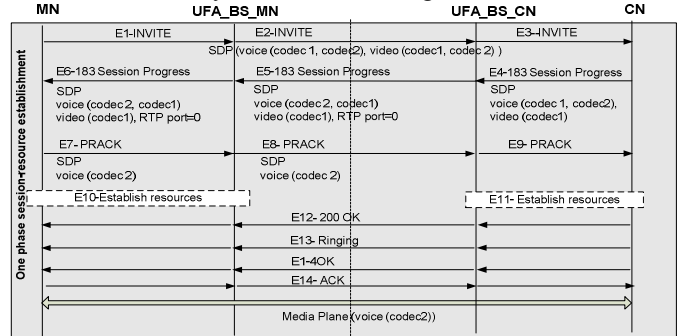 MN UFA_BS_MN UFA_BS_CN CN
One phase session-resource establishment
E1-INVITE E2-INVITE E3--INVITE
SDP (voice (codec 1, codec2), video (codec1, codec 2) )
E6-183 Session Progress E5-183 Session Progress E4-183 Session Progress
SDP SDP SDP
voice (codec 2, codec1) voice (codec 2, codec1) voice (codec 1, codec2),
video (codec1), RTP port=0 video (codec1), RTP port=0 video (codec1)
E7- PRACK E8- PRACK E9- PRACK
SDP SDP
voice (codec2) voice (codec 2)
E10-Establish resources E11- Establish resources
E12- 200 OK
E13- Ringing
E1-4OK
E14- ACK
Media Plane (voice (codec2))